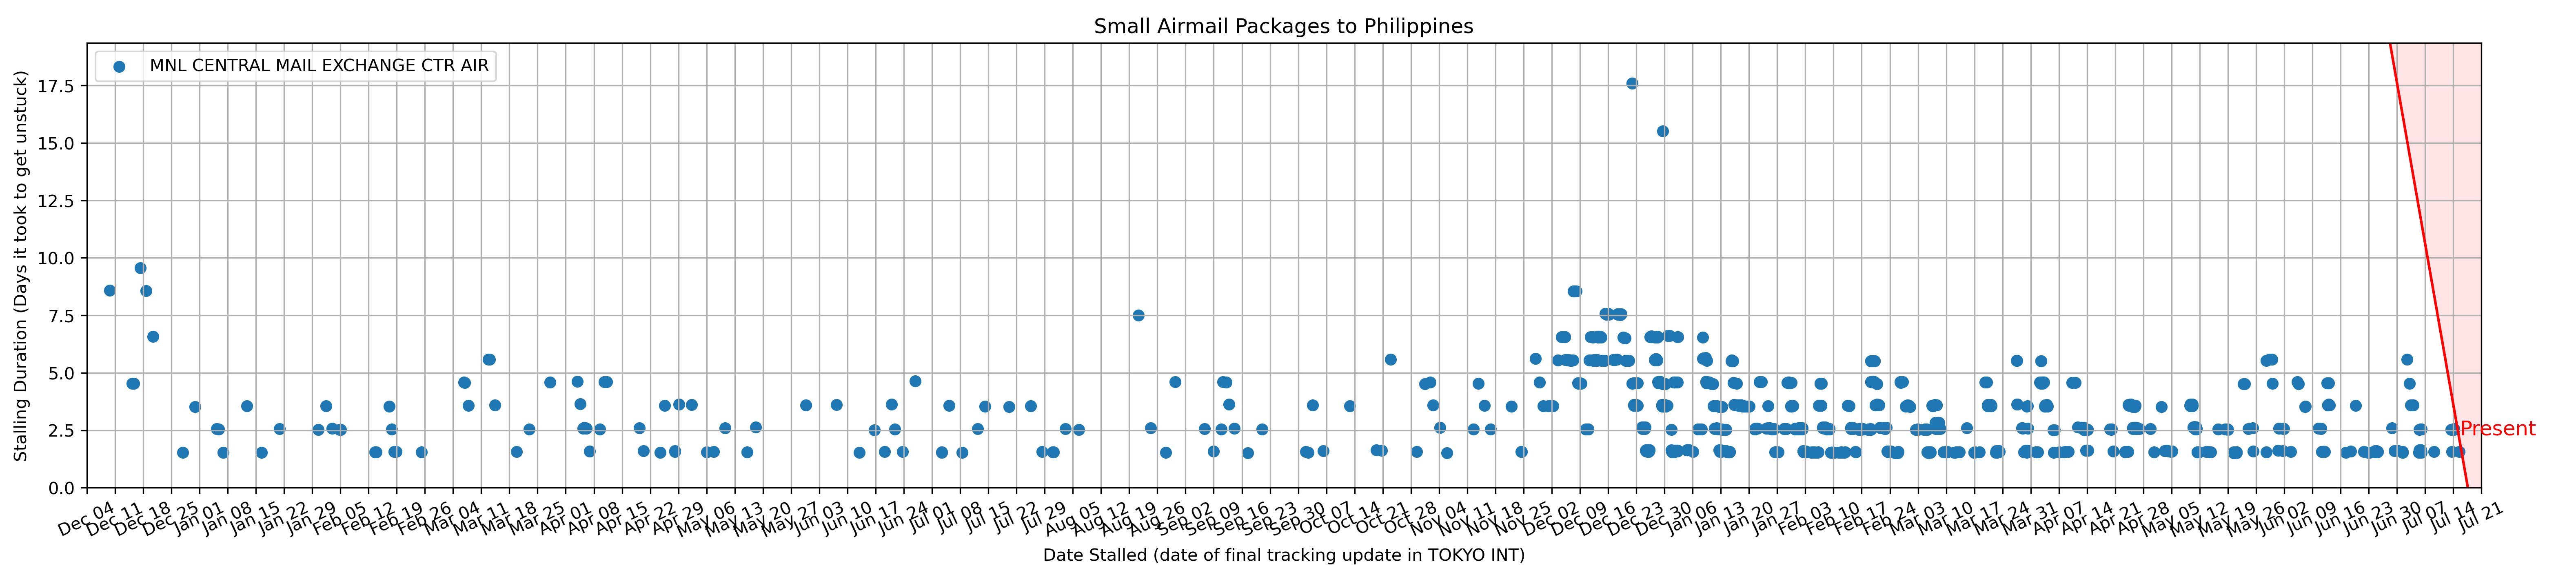 Small Airmail Packages to Philippines
MNL CENTRAL MAIL EXCHANGE CTR AIR
Stalling Duration (Days it took to get unstuck)
17.5
15.0
12.5
10.0
7.5
5.0
2.5
0.0
Present
Dec 04
Dec 11
Dec 18
Dec 25
Jan 01
Jan 08
Jan 15
Jan 22
Jan 29
Feb 05
Feb 12
Feb 19
Feb 26
Mar 04
Mar 11
Mar 18
Mar 25
Apr 01
Apr 08
Apr 15
Apr 22
Apr 29
May 06
May 13
May 20
May 27
Jun 03
Jun 10
Jun 17
Jun 24
Jul 01
Jul 08
Jul 15
Jul 22
Jul 29
Aug 05
Aug 12
Aug 19
Aug 26
Sep 02
Sep 09
Sep 16
Sep 23
Sep 30
Oct 07
Oct 14
Oct 21
Oct 28
Nov 04
Nov 11
Nov 18
Nov 25
Dec 02
Dec 09
Dec 16
Dec 23
Dec 30
Jan 06
Jan 13
Jan 20
Jan 27
Feb 03
Feb 10
Feb 17
Feb 24
Mar 03
Mar 10
Mar 17
Mar 24
Mar 31
Apr 07
Apr 14
Apr 21
Apr 28
May 05
May 12
May 19
May 26
Jun 02
Jun 09
Jun 16
Jun 23
Jun 30
Jul 07
Jul 14
Jul 21
Date Stalled (date of final tracking update in TOKYO INT)